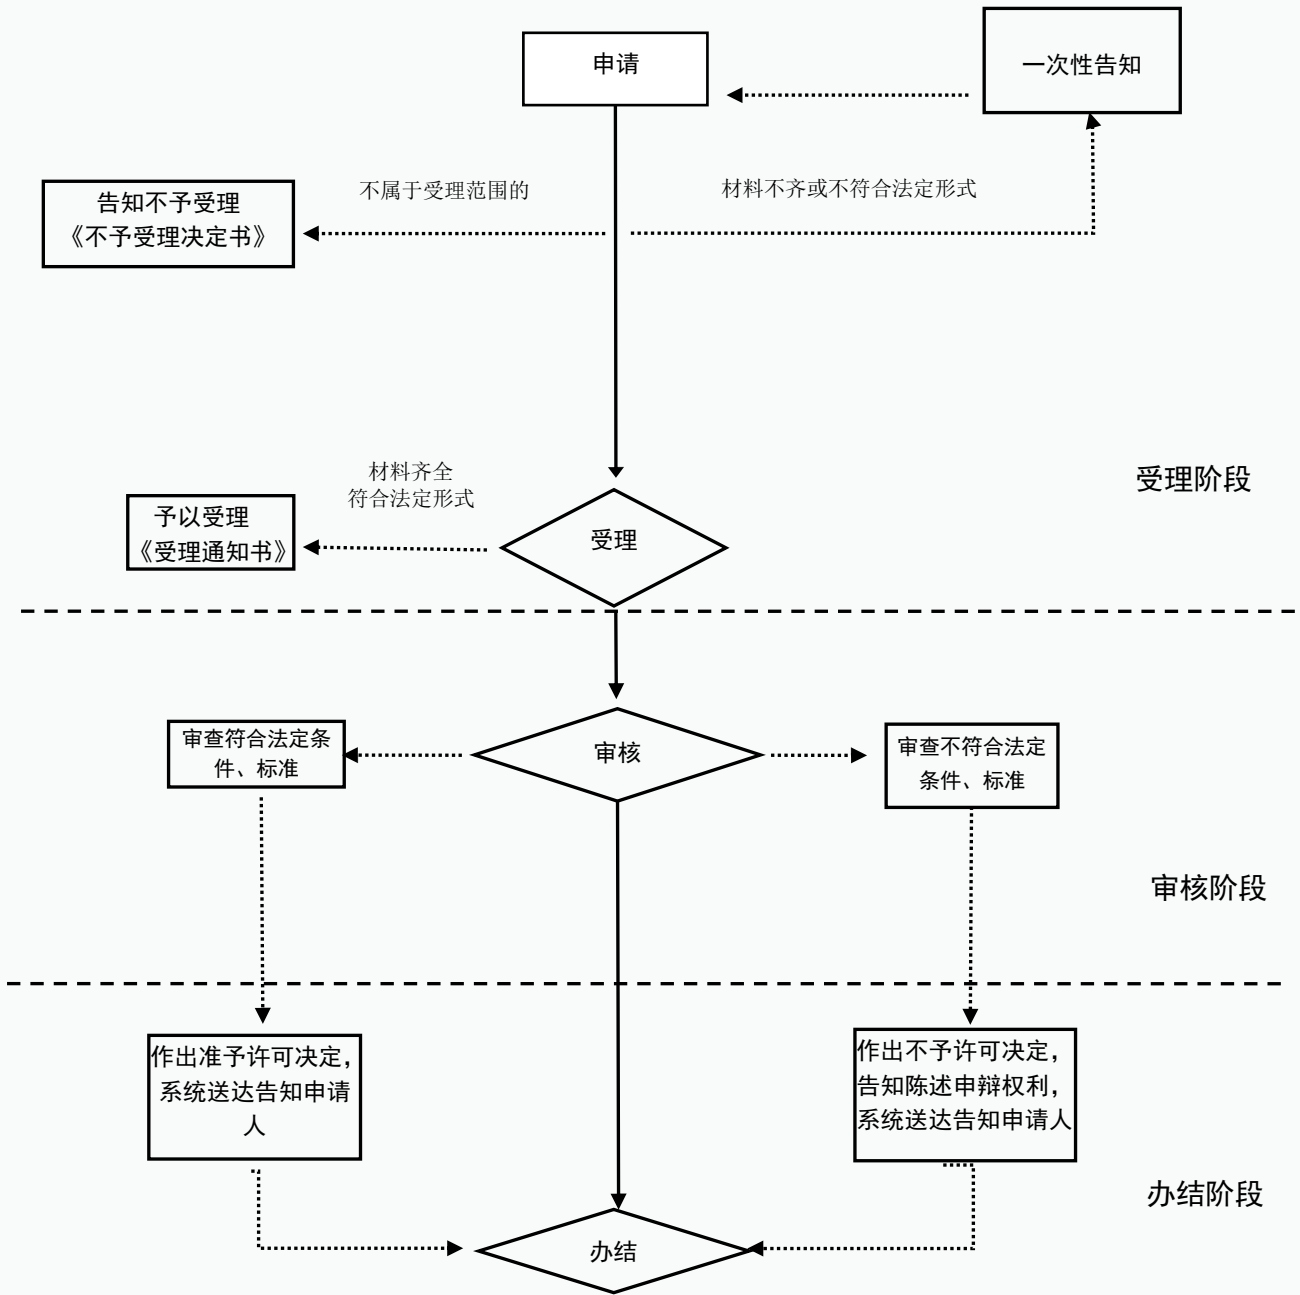 申请
一次性告知
不属于受理范围的
材料不齐或不符合法定形式
告知不予受理
《不予受理决定书》
材料齐全
符合法定形式
受理阶段
予以受理
《受理通知书》
受理
审查符合法定条
件、标准
审核
审查不符合法定
条件、标准
审核阶段
作出准予许可决定，
系统送达告知申请
人
作出不予许可决定，
告知陈述申辩权利，
系统送达告知申请人
办结阶段
办结